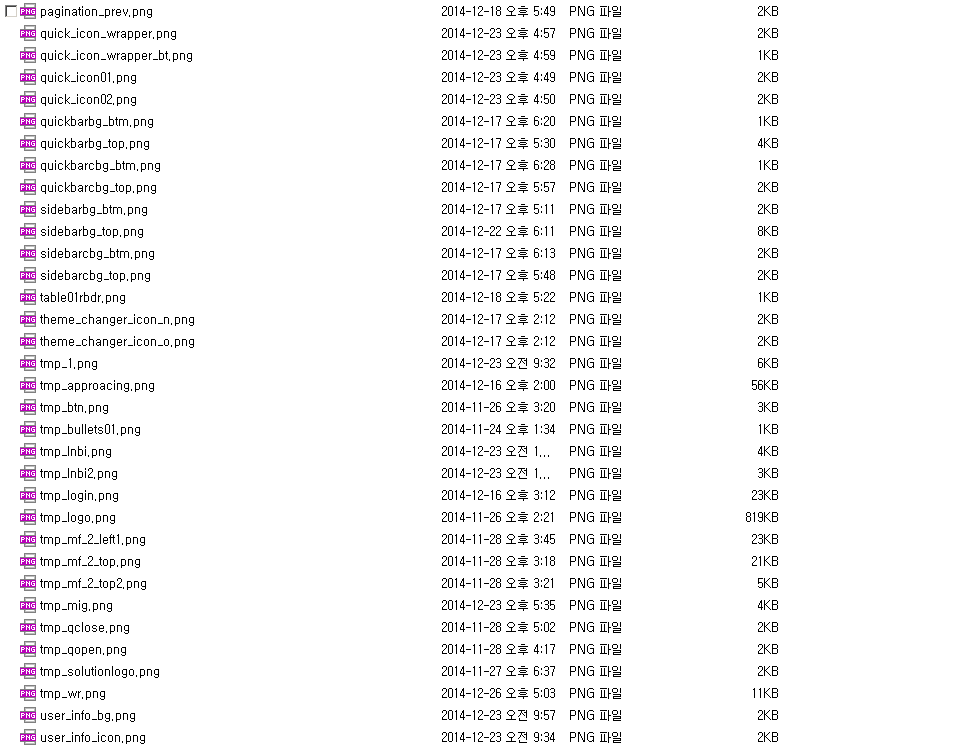 pagination_prev.png 2014-12-18 오후 5:49 PNG 파일 2KB
quick_icon_wrapper.png 2014-12-23 오후 4:57 PNG 파일 2KB
quick_icon_wrapper_bt.png 2014-12-23 오후 4:59 PNG 파일 1KB
quick_icon01.png 2014-12-23 오후 4:49 PNG 파일 2KB
quick_icon02.png 2014-12-23 오후 4:50 PNG 파일 2KB
quickbarbg_btm.png 2014-12-17 오후 6:20 PNG 파일 1KB
quickbarbg_top.png 2014-12-17 오후 5:30 PNG 파일 4KB
quickbarcbg_btm.png 2014-12-17 오후 6:28 PNG 파일 1KB
quickbarcbg_top.png 2014-12-17 오후 5:57 PNG 파일 2KB
sidebarbg_btm.png 2014-12-17 오후 5:11 PNG 파일 2KB
sidebarbg_top.png 2014-12-22 오후 6:11 PNG 파일 8KB
sidebarcbg_btm.png 2014-12-17 오후 6:13 PNG 파일 2KB
sidebarcbg_top.png 2014-12-17 오후 5:48 PNG 파일 2KB
table01rbdr.png 2014-12-18 오후 5:22 PNG 파일 1KB
theme_changer_icon_n.png 2014-12-17 오후 2:12 PNG 파일 2KB
theme_changer_icon_o.png 2014-12-17 오후 2:12 PNG 파일 2KB
tmp_1.png 2014-12-23 오전 9:32 PNG 파일 6KB
tmp_approacing.png 2014-12-16 오후 2:00 PNG 파일 56KB
tmp_btn.png 2014-11-26 오후 3:20 PNG 파일 3KB
tmp_bullets01.png 2014-11-24 오후 1:34 PNG 파일 1KB
tmp_lnbi.png 2014-12-23 오전 1... PNG 파일 4KB
tmp_lnbi2.png 2014-12-23 오전 1... PNG 파일 3KB
tmp_login.png 2014-12-16 오후 3:12 PNG 파일 23KB
tmp_logo.png 2014-11-26 오후 2:21 PNG 파일 819KB
tmp_mf_2_left1.png 2014-11-28 오후 3:45 PNG 파일 23KB
tmp_mf_2_top.png 2014-11-28 오후 3:18 PNG 파일 21KB
tmp_mf_2_top2.png 2014-11-28 오후 3:21 PNG 파일 5KB
tmp_mig.png 2014-12-23 오후 5:35 PNG 파일 4KB
tmp_qclose.png 2014-11-28 오후 5:02 PNG 파일 2KB
tmp_qopen.png 2014-11-28 오후 4:17 PNG 파일 2KB
tmp_solutionlogo.png 2014-11-27 오후 6:37 PNG 파일 2KB
tmp_wr.png 2014-12-26 오후 5:03 PNG 파일 11KB
user_info_bg.png 2014-12-23 오전 9:57 PNG 파일 2KB
user_info_icon.png 2014-12-23 오전 9:34 PNG 파일 2KB